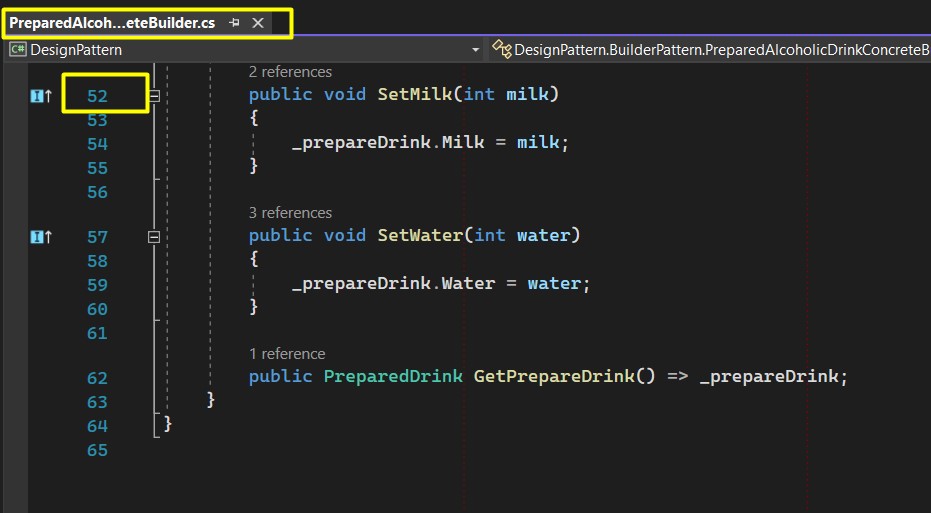 PreparedAlcoh...eteBuilder.cs
C# DesignPattern DesignPattern.BuilderPattern.PreparedAlcoholicDrinkConcreteB
2 references
52 public void SetMilk(int milk)
53 {
54 _prepareDrink.Milk = milk;
55 }
56
3 references
57 public void SetWater(int water)
58 {
59 _prepareDrink.Water = water;
60 }
61
1 reference
62 public PreparedDrink GetPrepareDrink() => _prepareDrink;
63 }
64 }
65